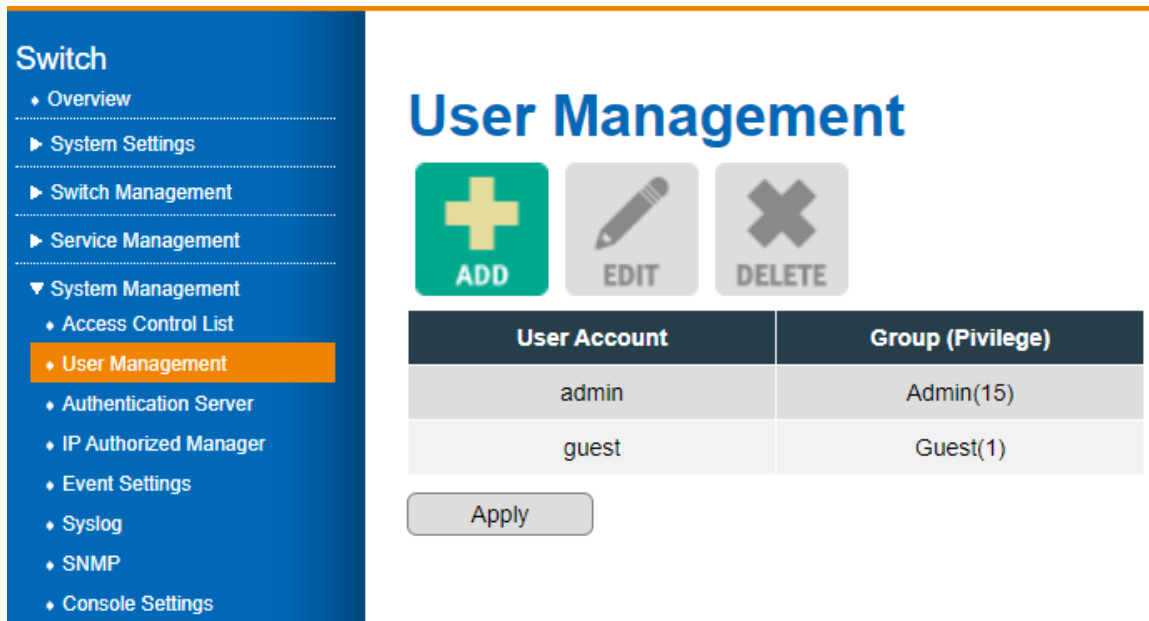 Switch
Overview
System Settings
Switch Management
Service Management
System Management
Access Control List
User Management
Authentication Server
IP Authorized Manager
Event Settings
Syslog
SNMP
Console Settings
User Management
ADD EDIT DELETE
User Account Group (Pivilege)
admin Admin(15)
guest Guest(1)
Apply